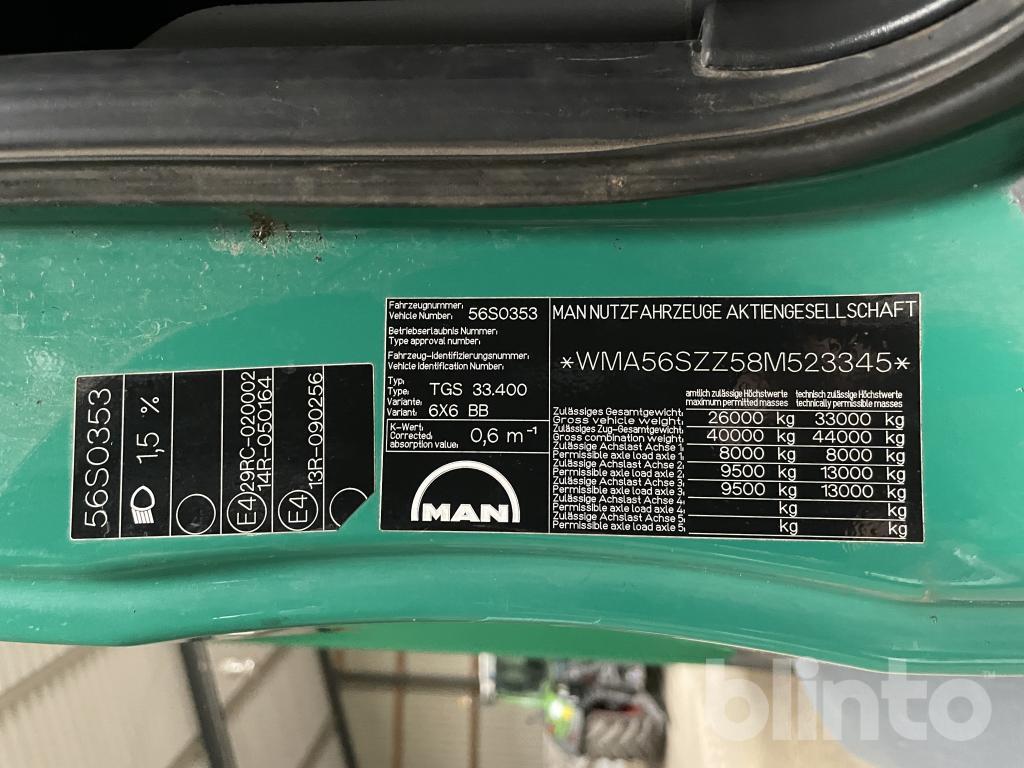 56S0353
1,5 %
E4 29RC-020002
14R-050164
E4 13R-090256
Fahrzeugnummer:
Vehicle Number: 56S0353
Betriebserlaubnis Nummer:
Type approval number:
Fahrzeug-Identifizierungsnummer:
Vehicle Identification Number:
Typ:
Type: TGS 33.400
Variante:
Variant: 6X6 BB
K-Wert:
Corrected
absorption value: 0,6 m⁻¹
MAN
MAN NUTZFAHRZEUGE AKTIENGESELLSCHAFT
*WMA56SZZ58M523345*
amtlich zulässige Höchstwerte technisch zulässige Höchstwerte
maximum permitted masses technically permissible masses
Zulässiges Gesamtgewicht:
Gross vehicle weight: 26000 kg 33000 kg
Zulässiges Zug-Gesamtgewicht:
Gross combination weight: 40000 kg 44000 kg
Zulässige Achslast Achse 1:
Permissible axle load axle 1: 8000 kg 8000 kg
Zulässige Achslast Achse 2:
Permissible axle load axle 2: 9500 kg 13000 kg
Zulässige Achslast Achse 3:
Permissible axle load axle 3: 9500 kg 13000 kg
Zulässige Achslast Achse 4:
Permissible axle load axle 4: kg kg
Zulässige Achslast Achse 5:
Permissible axle load axle 5: kg kg
blinto™